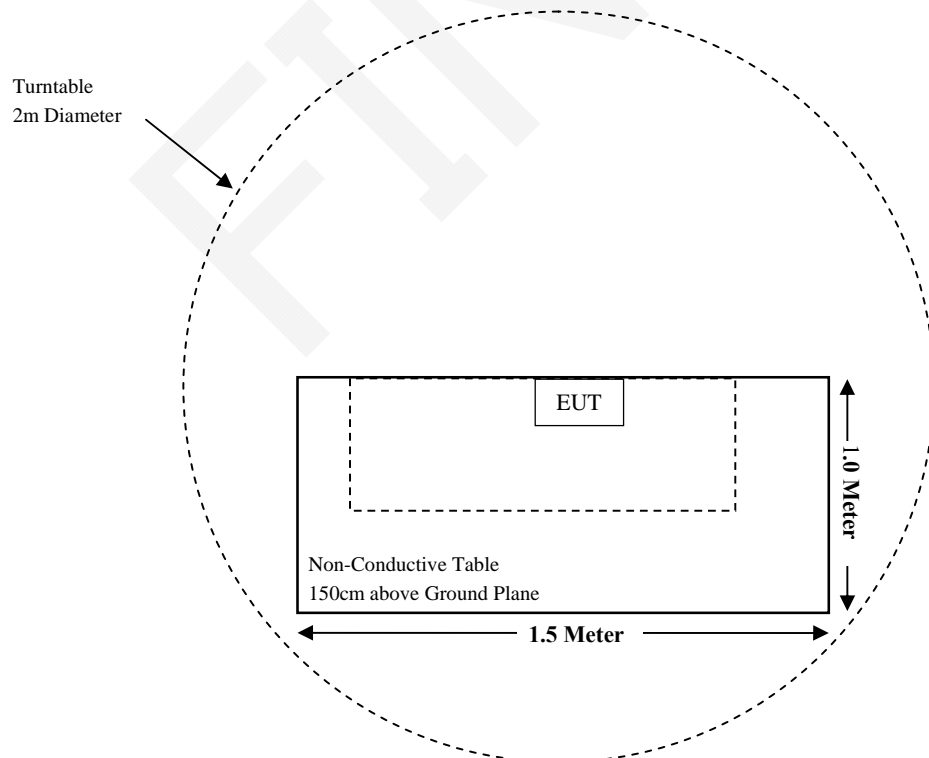 Turntable
2m Diameter
EUT
1.0 Meter
Non-Conductive Table
150cm above Ground Plane
1.5 Meter